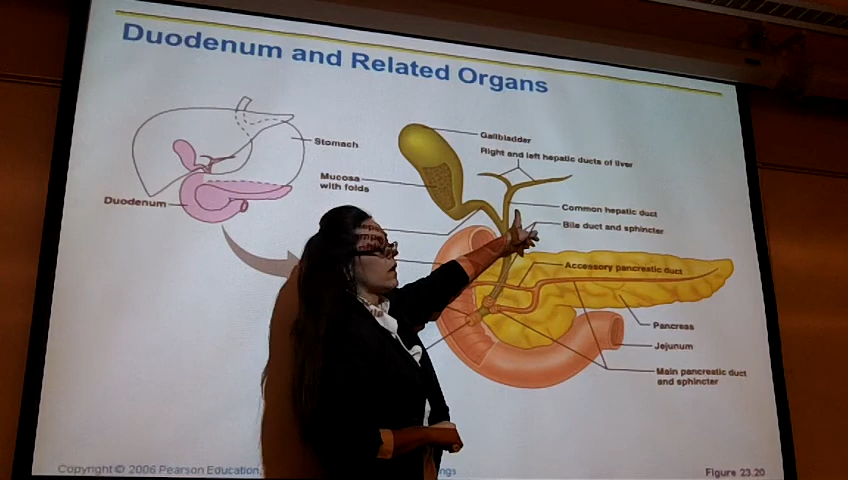 Duodenum and Related Organs
Gallbladder
Right and left hepatic ducts of liver
Stomach
Mucosa
with folds
Duodenum
Common hepatic duct
Bile duct and sphincter
Accessory pancreatic duct
Pancreas
Jejunum
Main pancreatic duct
and sphincter
Copyright © 2006 Pearson Education,
ngs
Figure 23.20